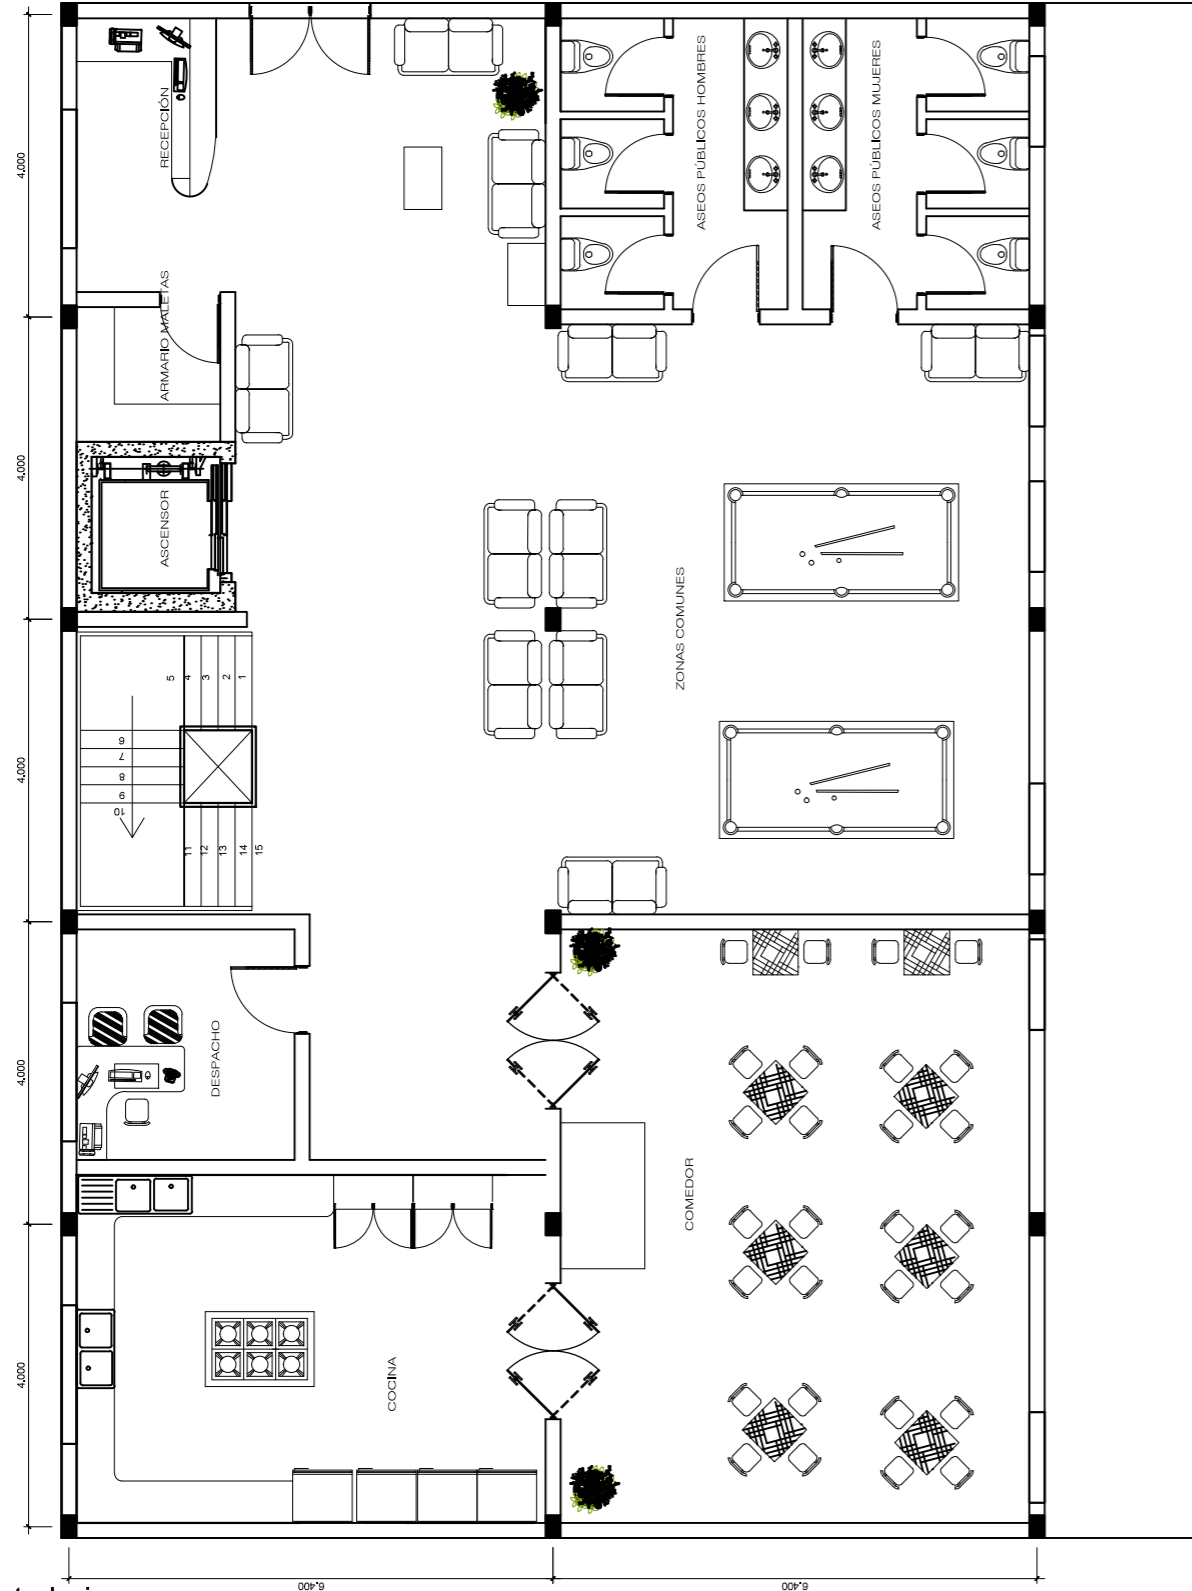 RECEPCIÓN
ASEOS PÚBLICOS HOMBRES
ASEOS PÚBLICOS MUJERES
4.000
ARMARIO MALETAS
4.000
ASCENSOR
ZONAS COMUNES
5
4
3
2
1
6
7
8
9
10
11
12
13
14
15
4.000
DESPACHO
4.000
COMEDOR
COCINA
4.000
6.400
6.400